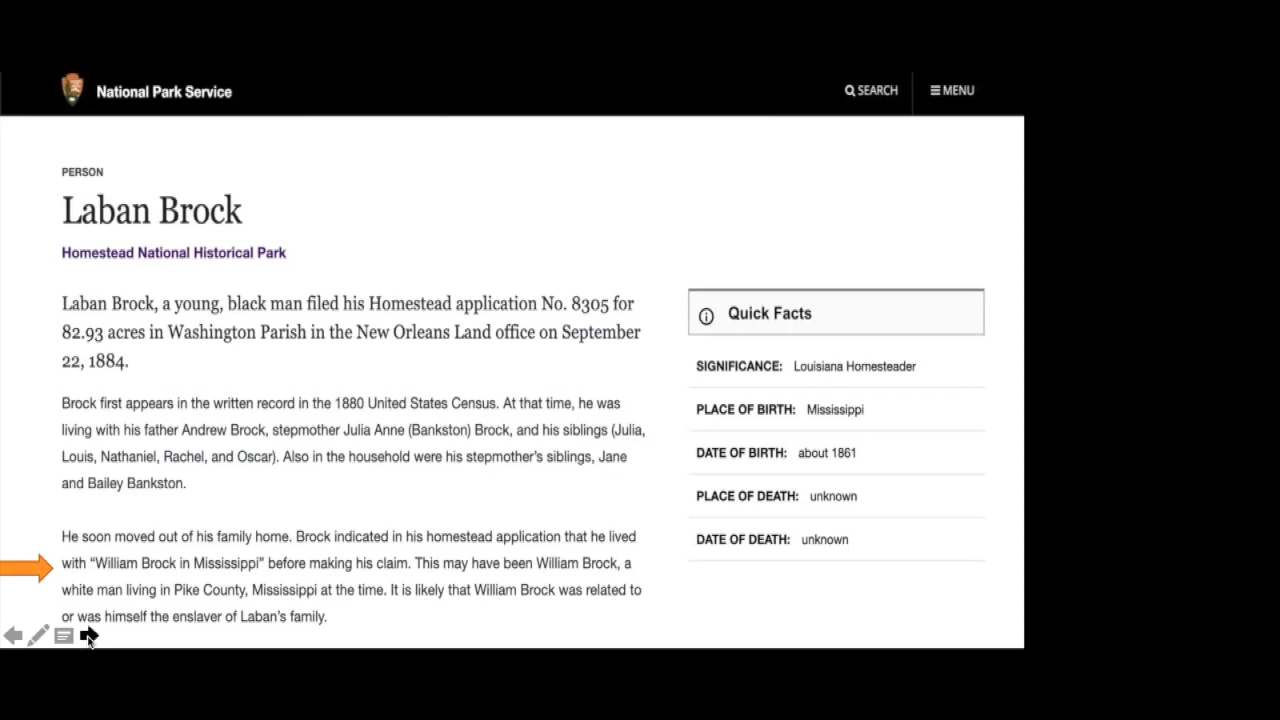 National Park Service
SEARCH
MENU
PERSON
Laban Brock
Homestead National Historical Park
Laban Brock, a young, black man filed his Homestead application No. 8305 for
82.93 acres in Washington Parish in the New Orleans Land office on September
22, 1884.
Brock first appears in the written record in the 1880 United States Census. At that time, he was
living with his father Andrew Brock, stepmother Julia Anne (Bankston) Brock, and his siblings (Julia,
Louis, Nathaniel, Rachel, and Oscar). Also in the household were his stepmother's siblings, Jane
and Bailey Bankston.
He soon moved out of his family home. Brock indicated in his homestead application that he lived
with “William Brock in Mississippi” before making his claim. This may have been William Brock, a
white man living in Pike County, Mississippi at the time. It is likely that William Brock was related to
or was himself the enslaver of Laban's family.
Quick Facts
SIGNIFICANCE: Louisiana Homesteader
PLACE OF BIRTH: Mississippi
DATE OF BIRTH: about 1861
PLACE OF DEATH: unknown
DATE OF DEATH: unknown